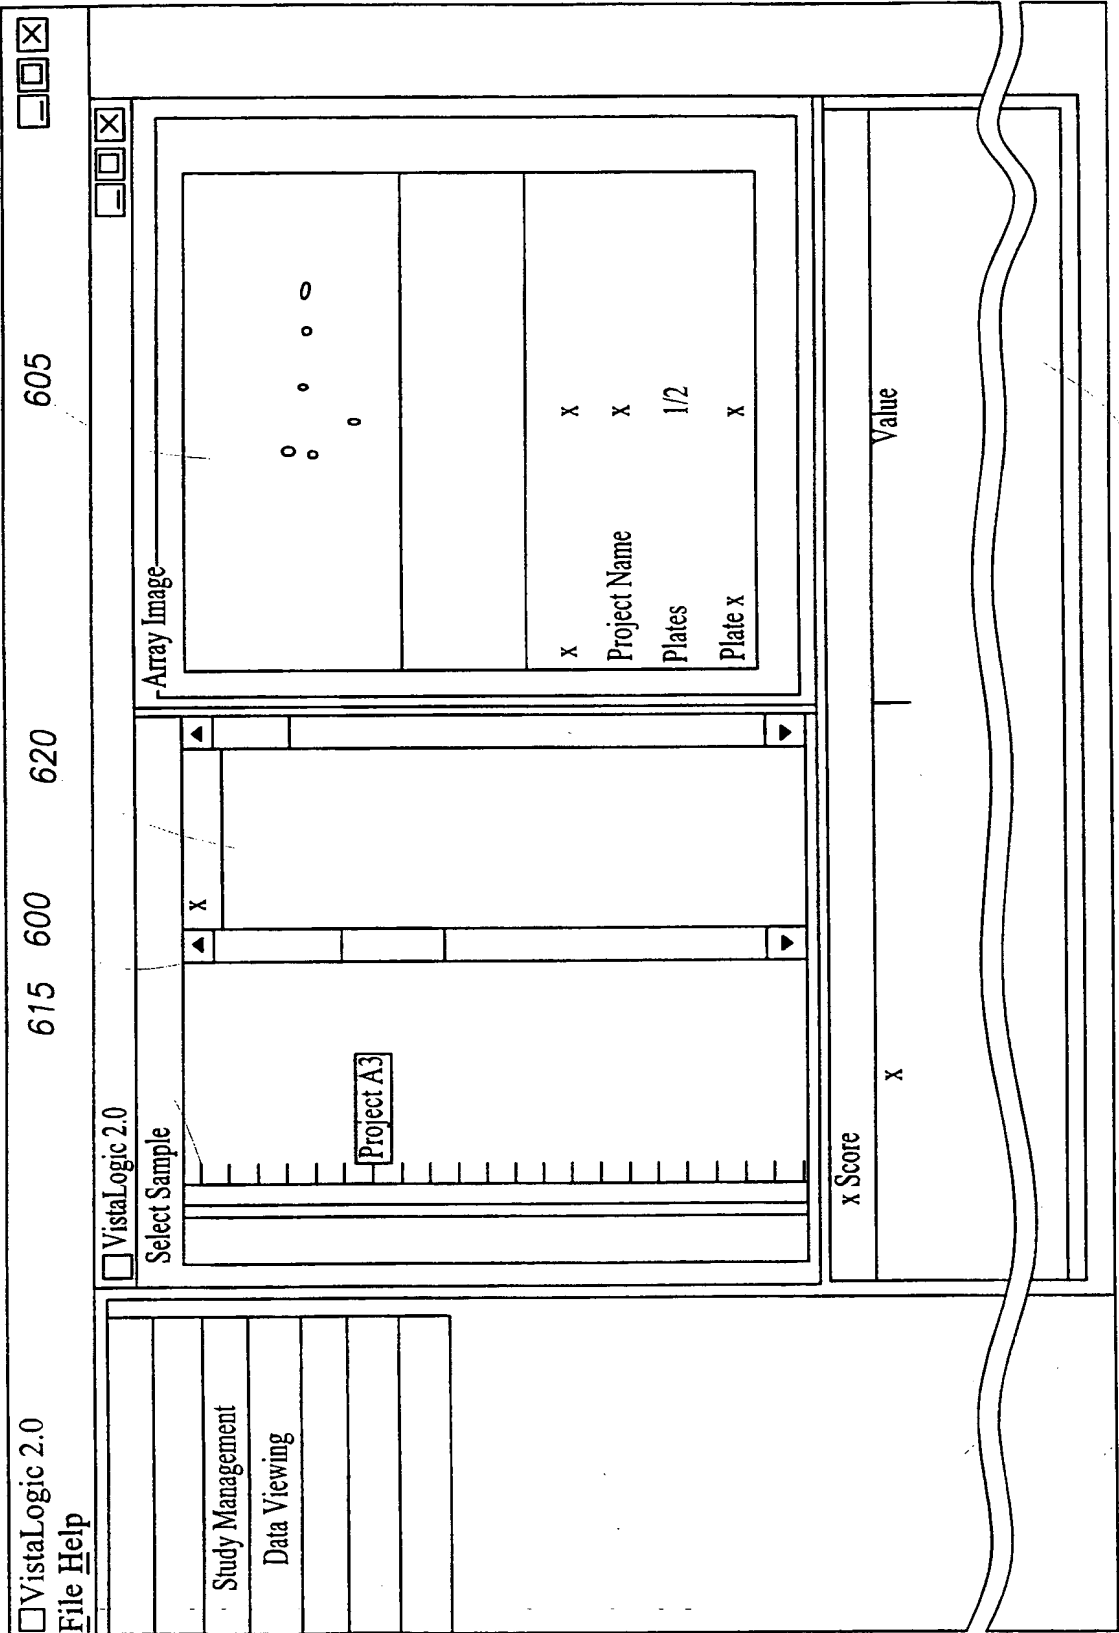 VistaLogic 2.0
File Help
615 600 620 605
Study Management
Data Viewing
VistaLogic 2.0
Select Sample
Project A3
x
Array Image
x x
Project Name x
Plates 1/2
Plate x x
x Score
x Value